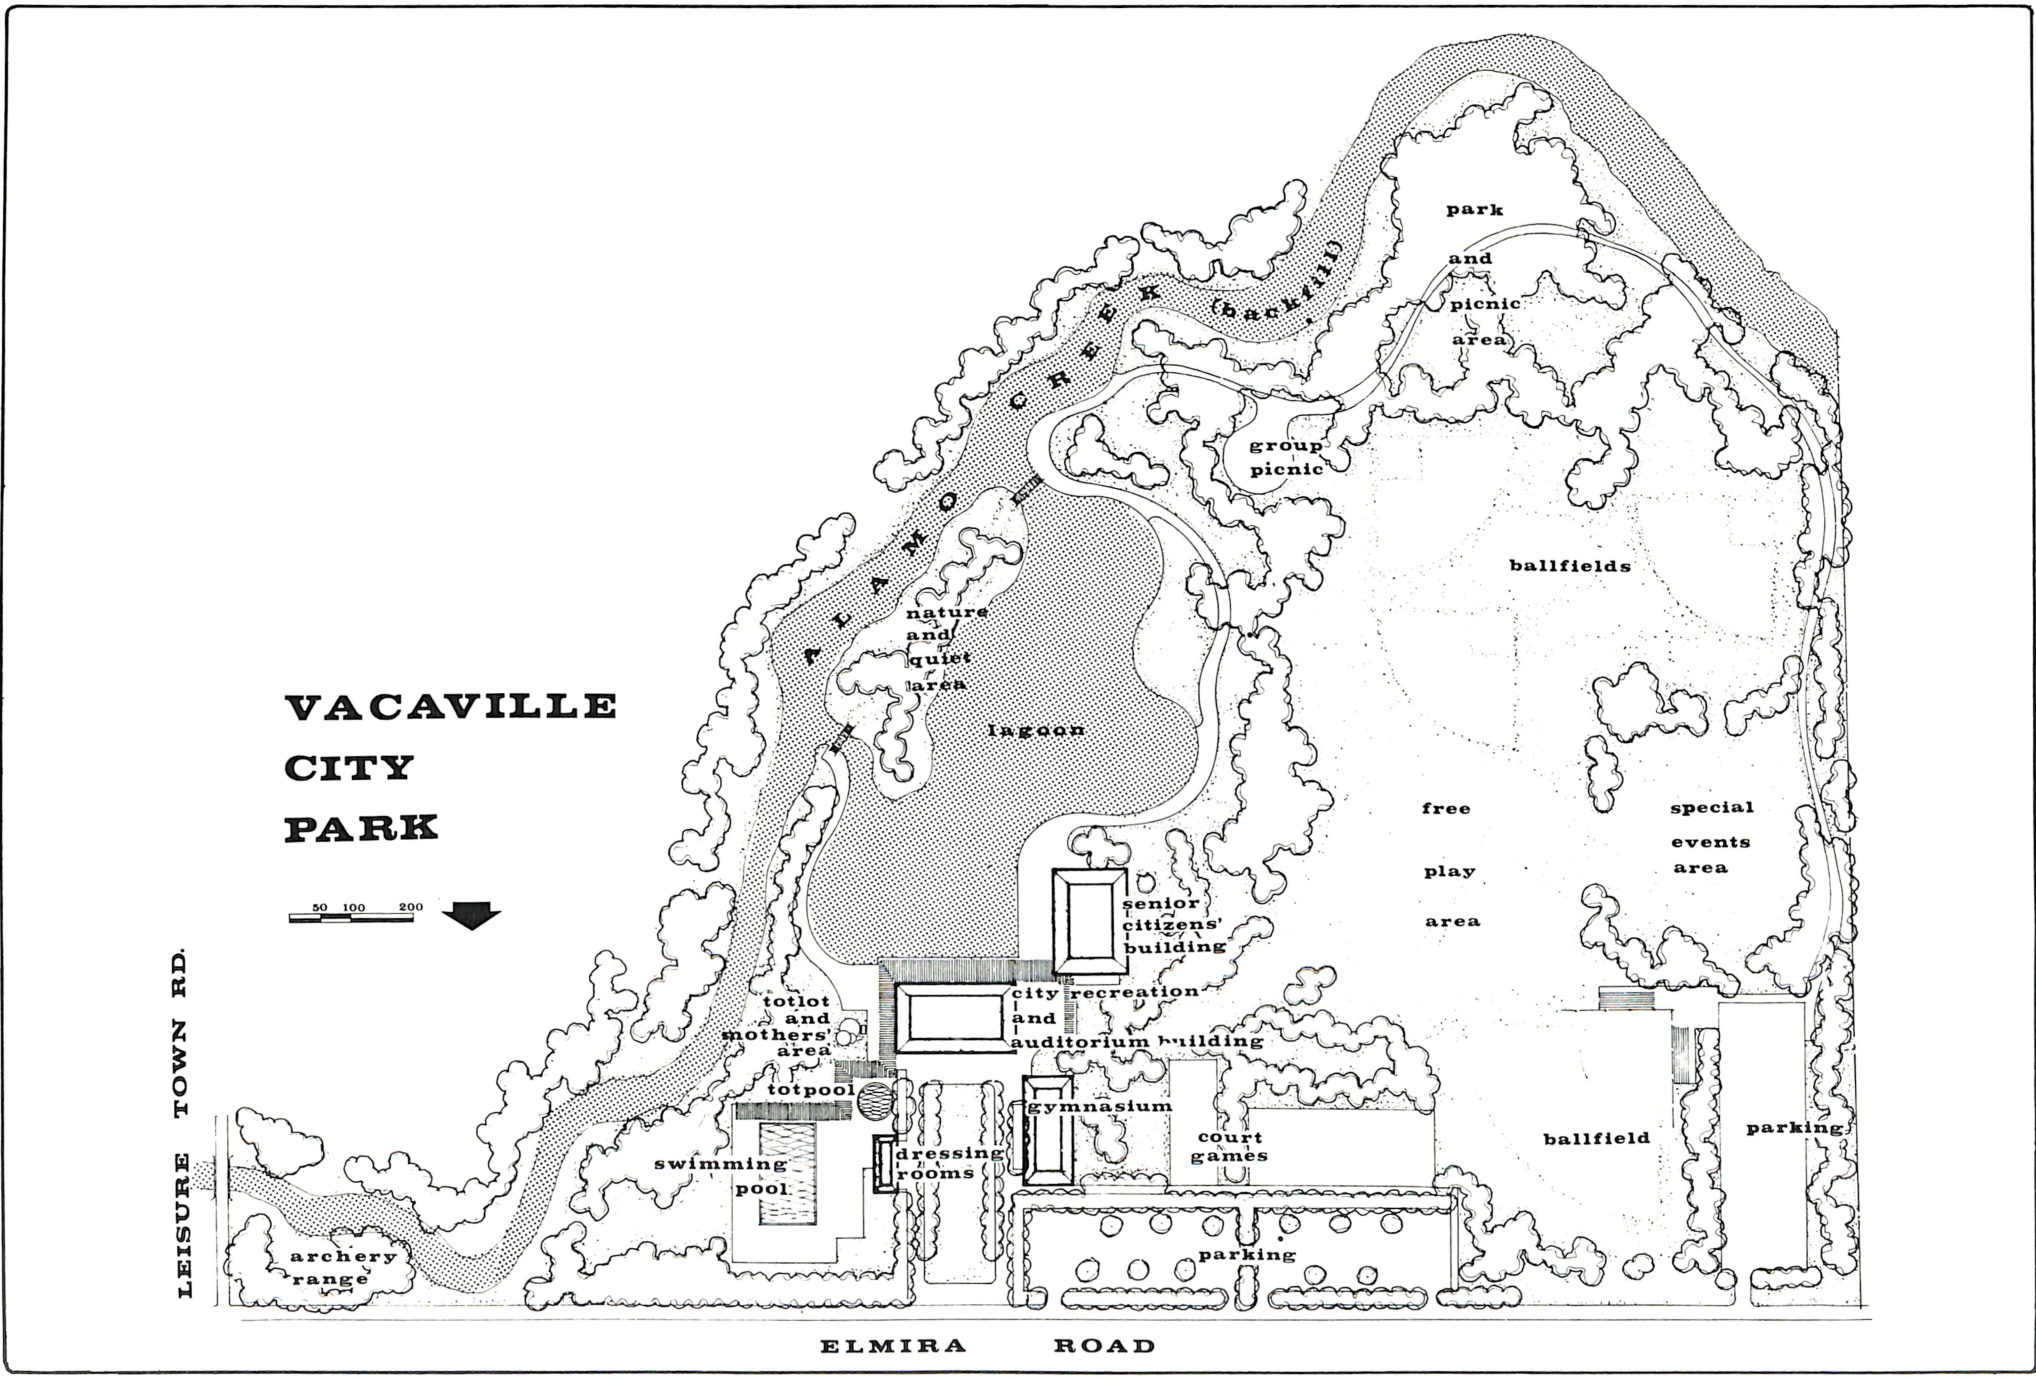 park
and
picnic
area
ALAMO CREEK (backfill)
group
picnic
ballfields
nature
and
quiet
area
lagoon
VACAVILLE
CITY
PARK
50 100 200
free
play
area
special
events
area
senior
citizens'
building
city recreation
and
auditorium building
totlot
and
mothers'
area
totpool
gymnasium
swimming
pool
dressing
rooms
court
games
ballfield
parking
archery
range
parking
LEISURE TOWN RD.
ELMIRA ROAD